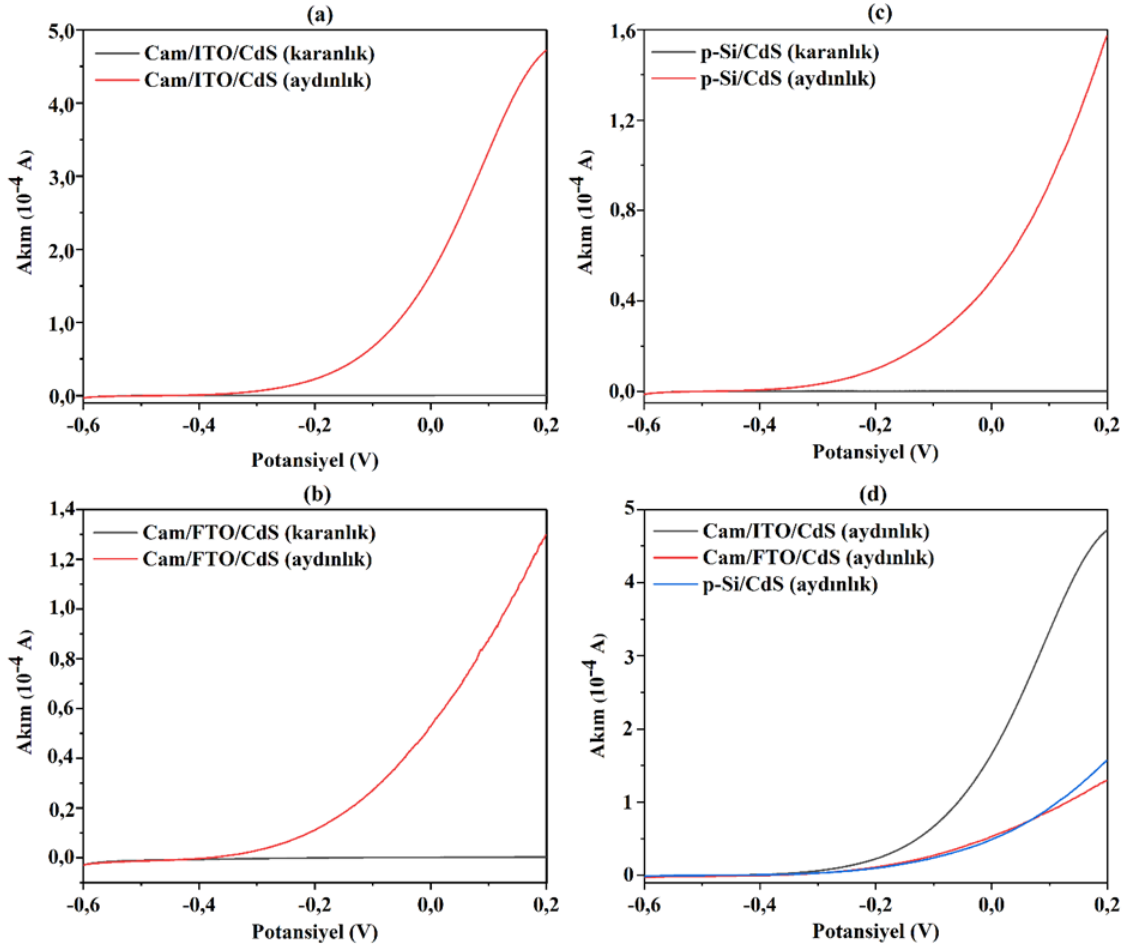 (a)
Cam/ITO/CdS (karanlık)
Cam/ITO/CdS (aydınlık)
Akım (10⁻⁴ A)
5,0
4,0
3,0
2,0
1,0
0,0
-0,6
-0,4
-0,2
0,0
0,2
Potansiyel (V)
(c)
p-Si/CdS (karanlık)
p-Si/CdS (aydınlık)
Akım (10⁻⁴ A)
1,6
1,2
0,8
0,4
0,0
-0,6
-0,4
-0,2
0,0
0,2
Potansiyel (V)
(b)
Cam/FTO/CdS (karanlık)
Cam/FTO/CdS (aydınlık)
Akım (10⁻⁴ A)
1,4
1,2
1,0
0,8
0,6
0,4
0,2
0,0
-0,6
-0,4
-0,2
0,0
0,2
Potansiyel (V)
(d)
Cam/ITO/CdS (aydınlık)
Cam/FTO/CdS (aydınlık)
p-Si/CdS (aydınlık)
Akım (10⁻⁴ A)
5
4
3
2
1
0
-0,6
-0,4
-0,2
0,0
0,2
Potansiyel (V)